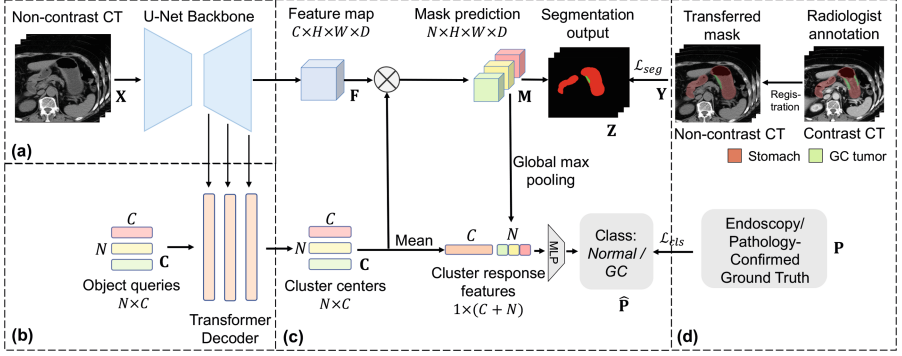 Non-contrast CT
U-Net Backbone
X
(a)
Feature map
C×H×W×D
F
Mask prediction
N×H×W×D
M
Segmentation
output
Z
ℒseg
Y
Transferred
mask
Non-contrast CT
Regis-
tration
Radiologist
annotation
Contrast CT
Stomach
GC tumor
C
N
C
Object queries
N×C
Transformer
Decoder
(b)
C
N
C
Cluster centers
N×C
Mean
Global max
pooling
C
N
Cluster response
features
1×(C + N)
MLP
Class:
Normal /
GC
P̂
(c)
ℒcls
Endoscopy/
Pathology-
Confirmed
Ground Truth
P
(d)